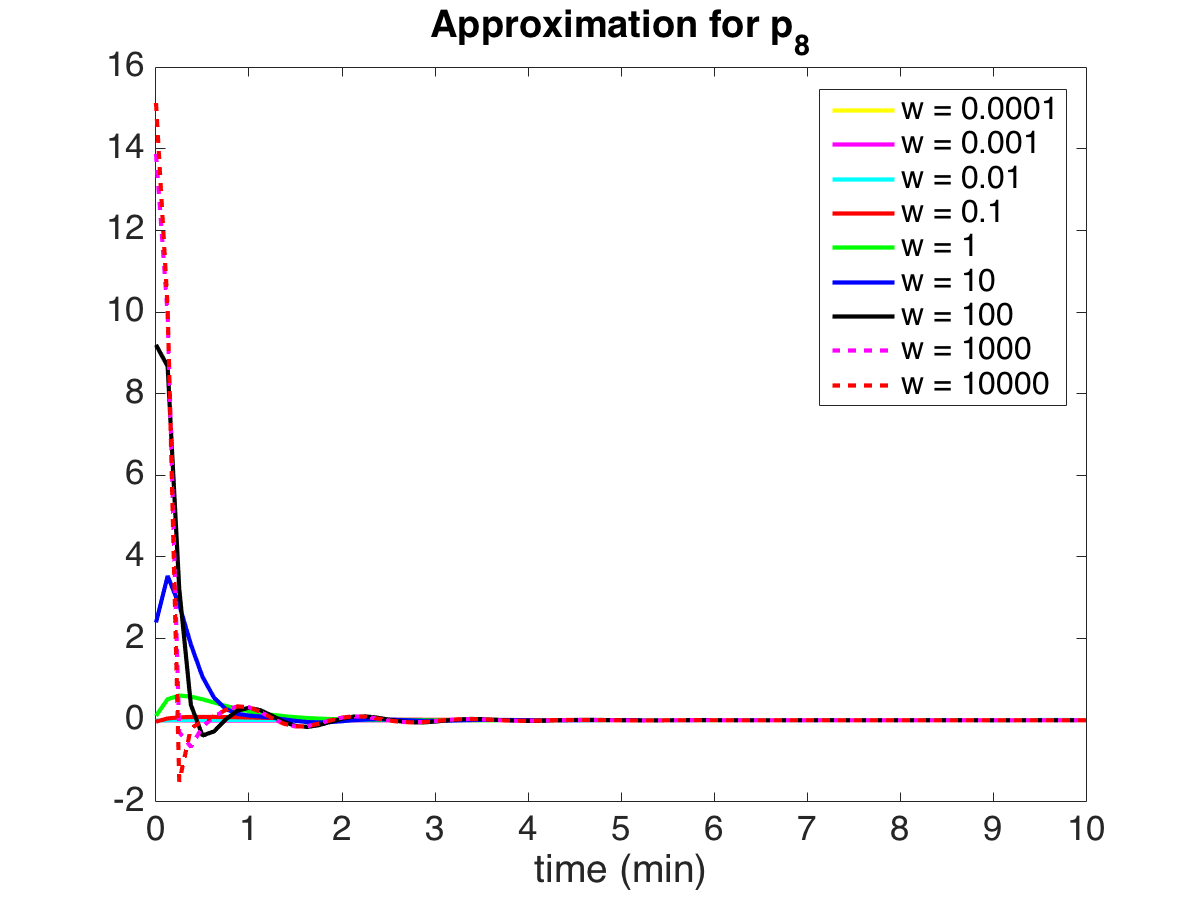 Approximation for p8
16
14
12
10
8
6
4
2
0
-2
w = 0.0001
w = 0.001
w = 0.01
w = 0.1
w = 1
w = 10
w = 100
w = 1000
w = 10000
0 1 2 3 4 5 6 7 8 9 10
time (min)